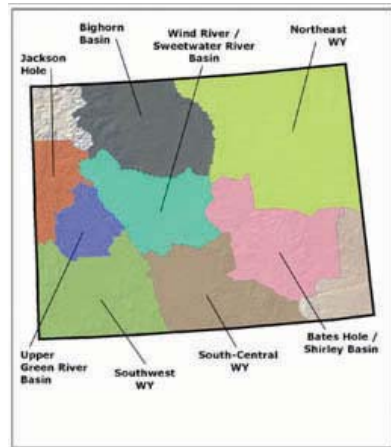 Bighorn
Basin
Wind River /
Sweetwater River
Basin
Northeast
WY
Jackson
Hole
Upper
Green River
Basin
Southwest
WY
South-Central
WY
Bates Hole /
Shirley Basin